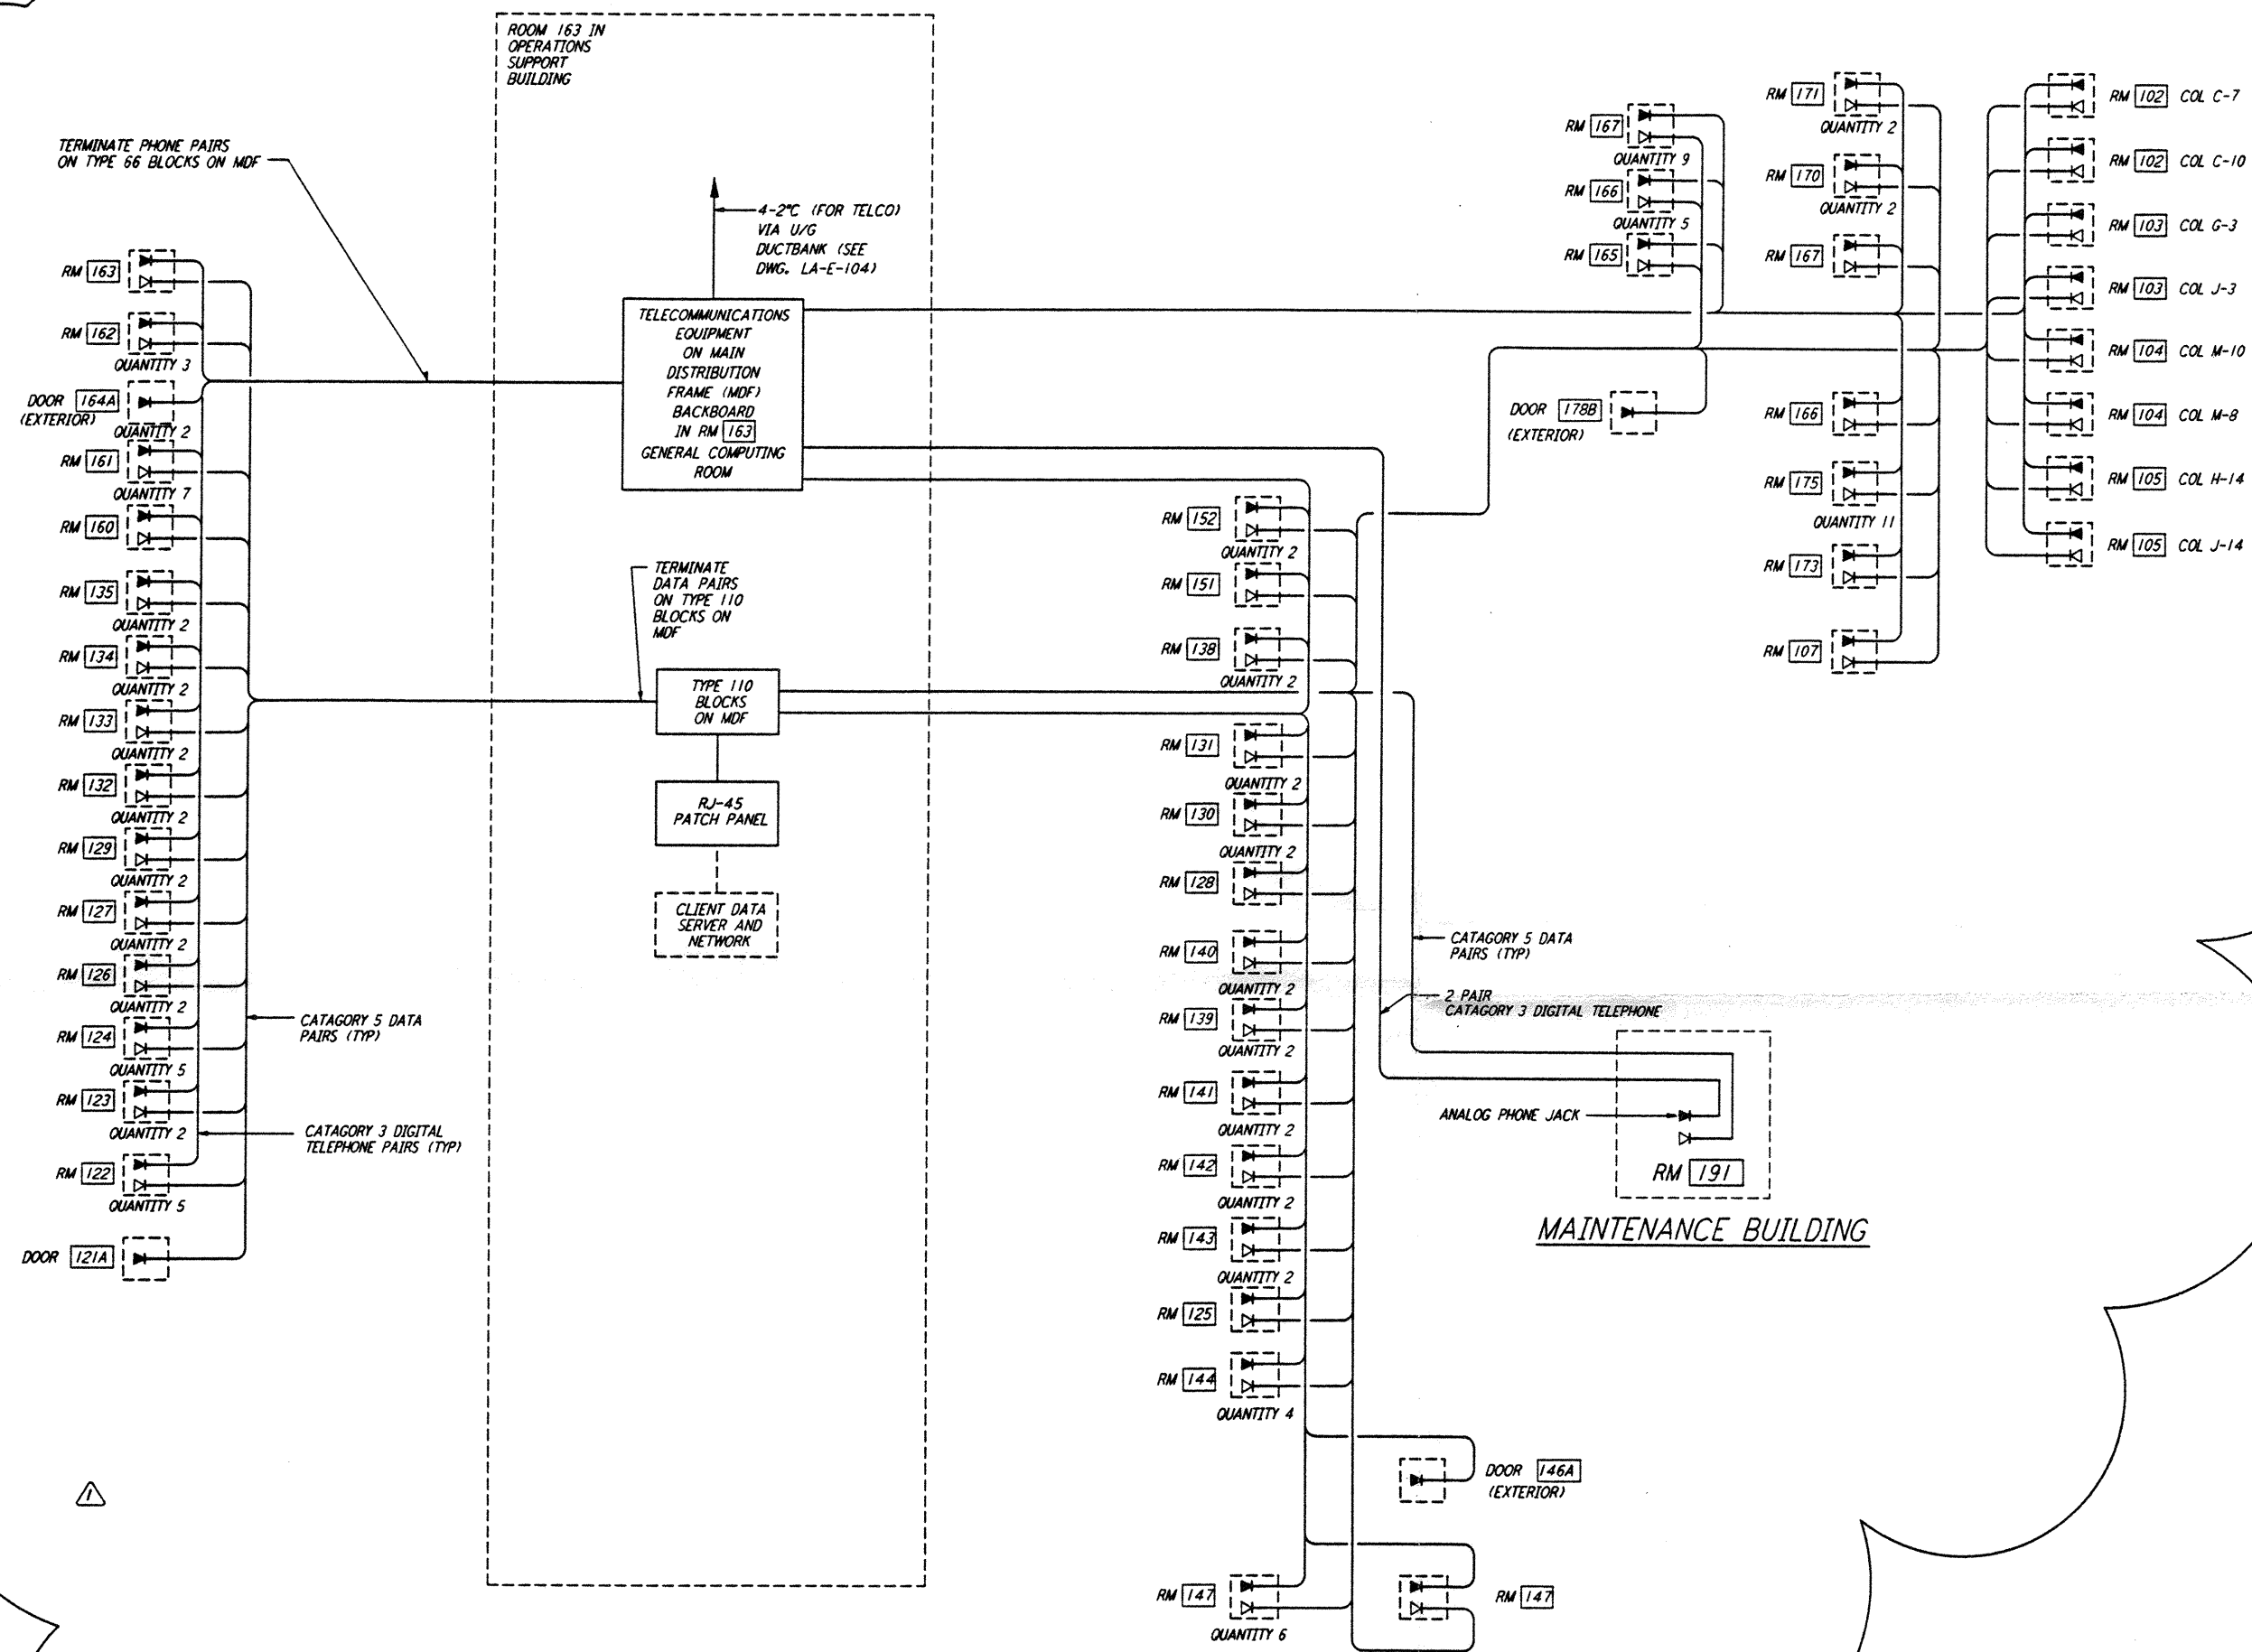 ROOM 163 IN
OPERATIONS
SUPPORT
BUILDING
TERMINATE PHONE PAIRS
ON TYPE 66 BLOCKS ON MDF
4-2"C (FOR TELCO)
VIA U/G
DUCTBANK (SEE
DWG. LA-E-104)
TELECOMMUNICATIONS
EQUIPMENT
ON MAIN
DISTRIBUTION
FRAME (MDF)
BACKBOARD
IN RM 163
GENERAL COMPUTING
ROOM
TERMINATE
DATA PAIRS
ON TYPE 110
BLOCKS ON
MDF
TYPE 110
BLOCKS
ON MDF
RJ-45
PATCH PANEL
CLIENT DATA
SERVER AND
NETWORK
RM 163
RM 162
QUANTITY 3
DOOR 164A
(EXTERIOR)
QUANTITY 2
RM 161
QUANTITY 7
RM 160
RM 135
QUANTITY 2
RM 134
QUANTITY 2
RM 133
QUANTITY 2
RM 132
QUANTITY 2
RM 129
QUANTITY 2
RM 127
QUANTITY 2
RM 126
QUANTITY 2
RM 124
QUANTITY 5
RM 123
QUANTITY 2
RM 122
QUANTITY 5
DOOR 121A
CATAGORY 5 DATA
PAIRS (TYP)
CATAGORY 3 DIGITAL
TELEPHONE PAIRS (TYP)
1
RM 152
QUANTITY 2
RM 151
RM 138
QUANTITY 2
RM 131
QUANTITY 2
RM 130
QUANTITY 2
RM 128
RM 140
QUANTITY 2
RM 139
QUANTITY 2
RM 141
QUANTITY 2
RM 142
QUANTITY 2
RM 143
QUANTITY 2
RM 125
RM 144
QUANTITY 4
DOOR 146A
(EXTERIOR)
RM 147
QUANTITY 6
RM 147
CATAGORY 5 DATA
PAIRS (TYP)
2 PAIR
CATAGORY 3 DIGITAL TELEPHONE
ANALOG PHONE JACK
RM 191
MAINTENANCE BUILDING
RM 167
QUANTITY 9
RM 166
QUANTITY 5
RM 165
DOOR 178B
(EXTERIOR)
RM 171
QUANTITY 2
RM 170
QUANTITY 2
RM 167
RM 166
RM 175
QUANTITY 11
RM 173
RM 107
RM 102 COL C-7
RM 102 COL C-10
RM 103 COL G-3
RM 103 COL J-3
RM 104 COL M-10
RM 104 COL M-8
RM 105 COL H-14
RM 105 COL J-14